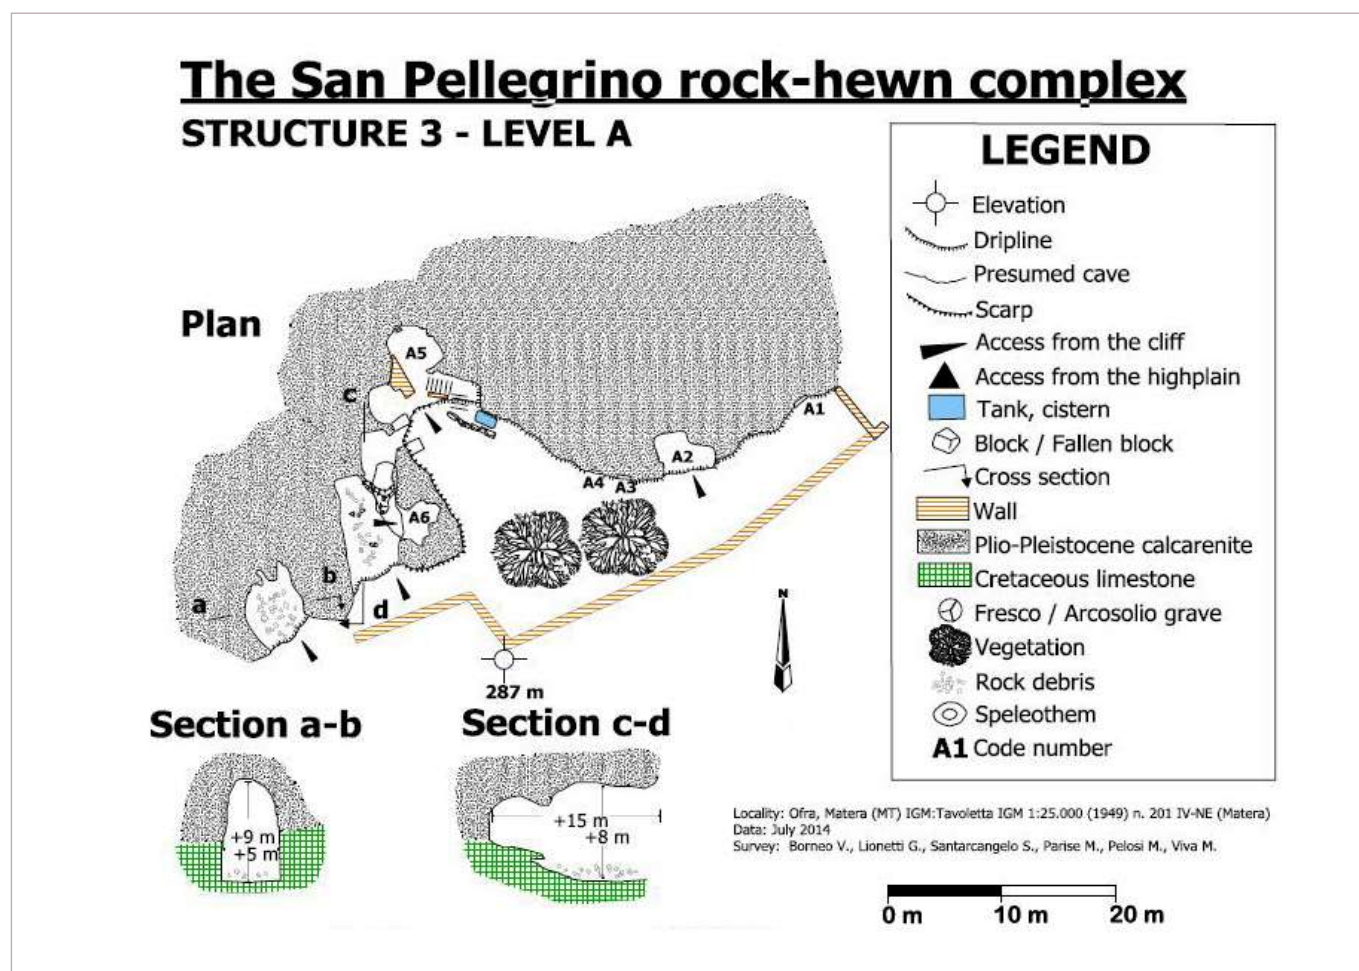 The San Pellegrino rock-hewn complex
STRUCTURE 3 - LEVEL A
Plan
A5
c
A1
A2
A4
A3
A6
b
a
d
N
287 m
LEGEND
Elevation
Dripline
Presumed cave
Scarp
Access from the cliff
Access from the highplain
Tank, cistern
Block / Fallen block
Cross section
Wall
Plio-Pleistocene calcarenite
Cretaceous limestone
Fresco / Arcosolio grave
Vegetation
Rock debris
Speleothem
A1 Code number
Section a-b
+9 m
+5 m
Section c-d
+15 m
+8 m
Locality: Ofra, Matera (MT) IGM:Tavoletta IGM 1:25.000 (1949) n. 201 IV-NE (Matera)
Data: July 2014
Survey: Borneo V., Lionetti G., Santarcangelo S., Parise M., Pelosi M., Viva M.
0 m 10 m 20 m